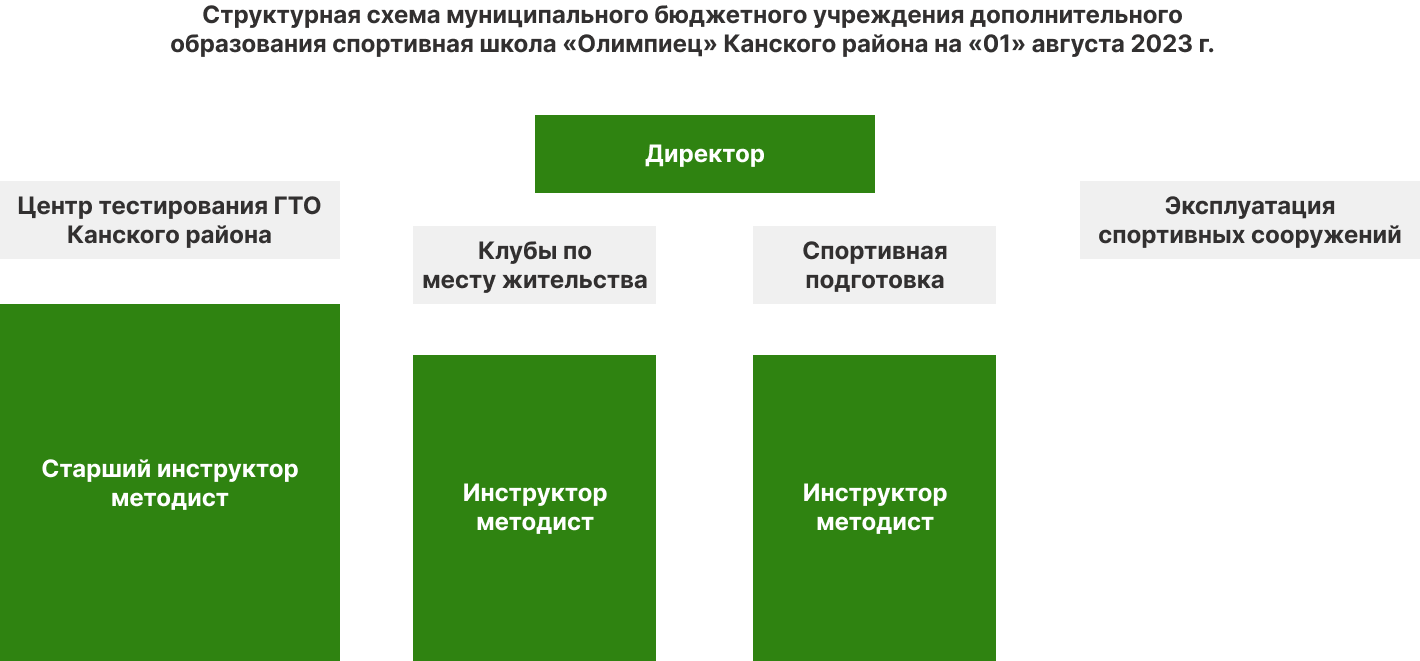 Структурная схема муниципального бюджетного учреждения дополнительного
образования спортивная школа «Олимпиец» Канского района на «01» августа 2023 г.
Директор
Центр тестирования ГТО
Канского района
Клубы по
месту жительства
Спортивная
подготовка
Эксплуатация
спортивных сооружений
Старший инструктор
методист
Инструктор
методист
Инструктор
методист